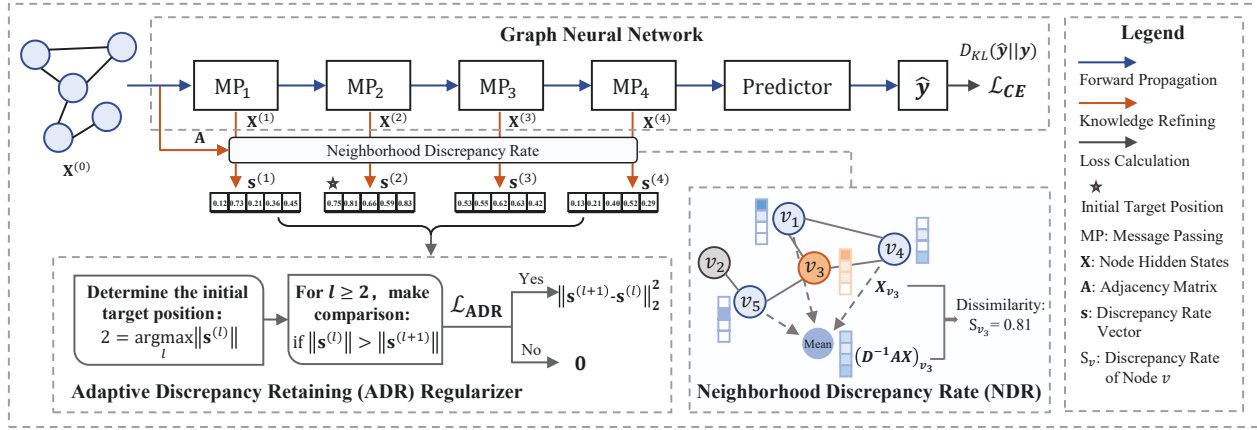 Graph Neural Network
MP₁
MP₂
MP₃
MP₄
Predictor
ŷ
D_KL(ŷ||y)
ℒ_CE
X⁽⁰⁾
A
X⁽¹⁾
X⁽²⁾
X⁽³⁾
X⁽⁴⁾
Neighborhood Discrepancy Rate
s⁽¹⁾
s⁽²⁾
s⁽³⁾
s⁽⁴⁾
0.12 0.73 0.21 0.36 0.45
0.75 0.81 0.66 0.59 0.83
0.53 0.55 0.62 0.63 0.42
0.13 0.21 0.40 0.52 0.29
Determine the initial
target position:
2 = argmax‖s⁽ˡ⁾‖
l
For l ≥ 2, make
comparison:
if ‖s⁽ˡ⁾‖ > ‖s⁽ˡ⁺¹⁾‖
ℒ_ADR
Yes
‖s⁽ˡ⁺¹⁾-s⁽ˡ⁾‖₂²
No
0
Adaptive Discrepancy Retaining (ADR) Regularizer
v₁
v₂
v₃
v₄
v₅
Mean
X_v₃
(D⁻¹AX)_v₃
Dissimilarity:
S_v₃ = 0.81
Neighborhood Discrepancy Rate (NDR)
Legend
Forward Propagation
Knowledge Refining
Loss Calculation
Initial Target Position
MP: Message Passing
X: Node Hidden States
A: Adjacency Matrix
s: Discrepancy Rate
Vector
S_v: Discrepancy Rate
of Node v